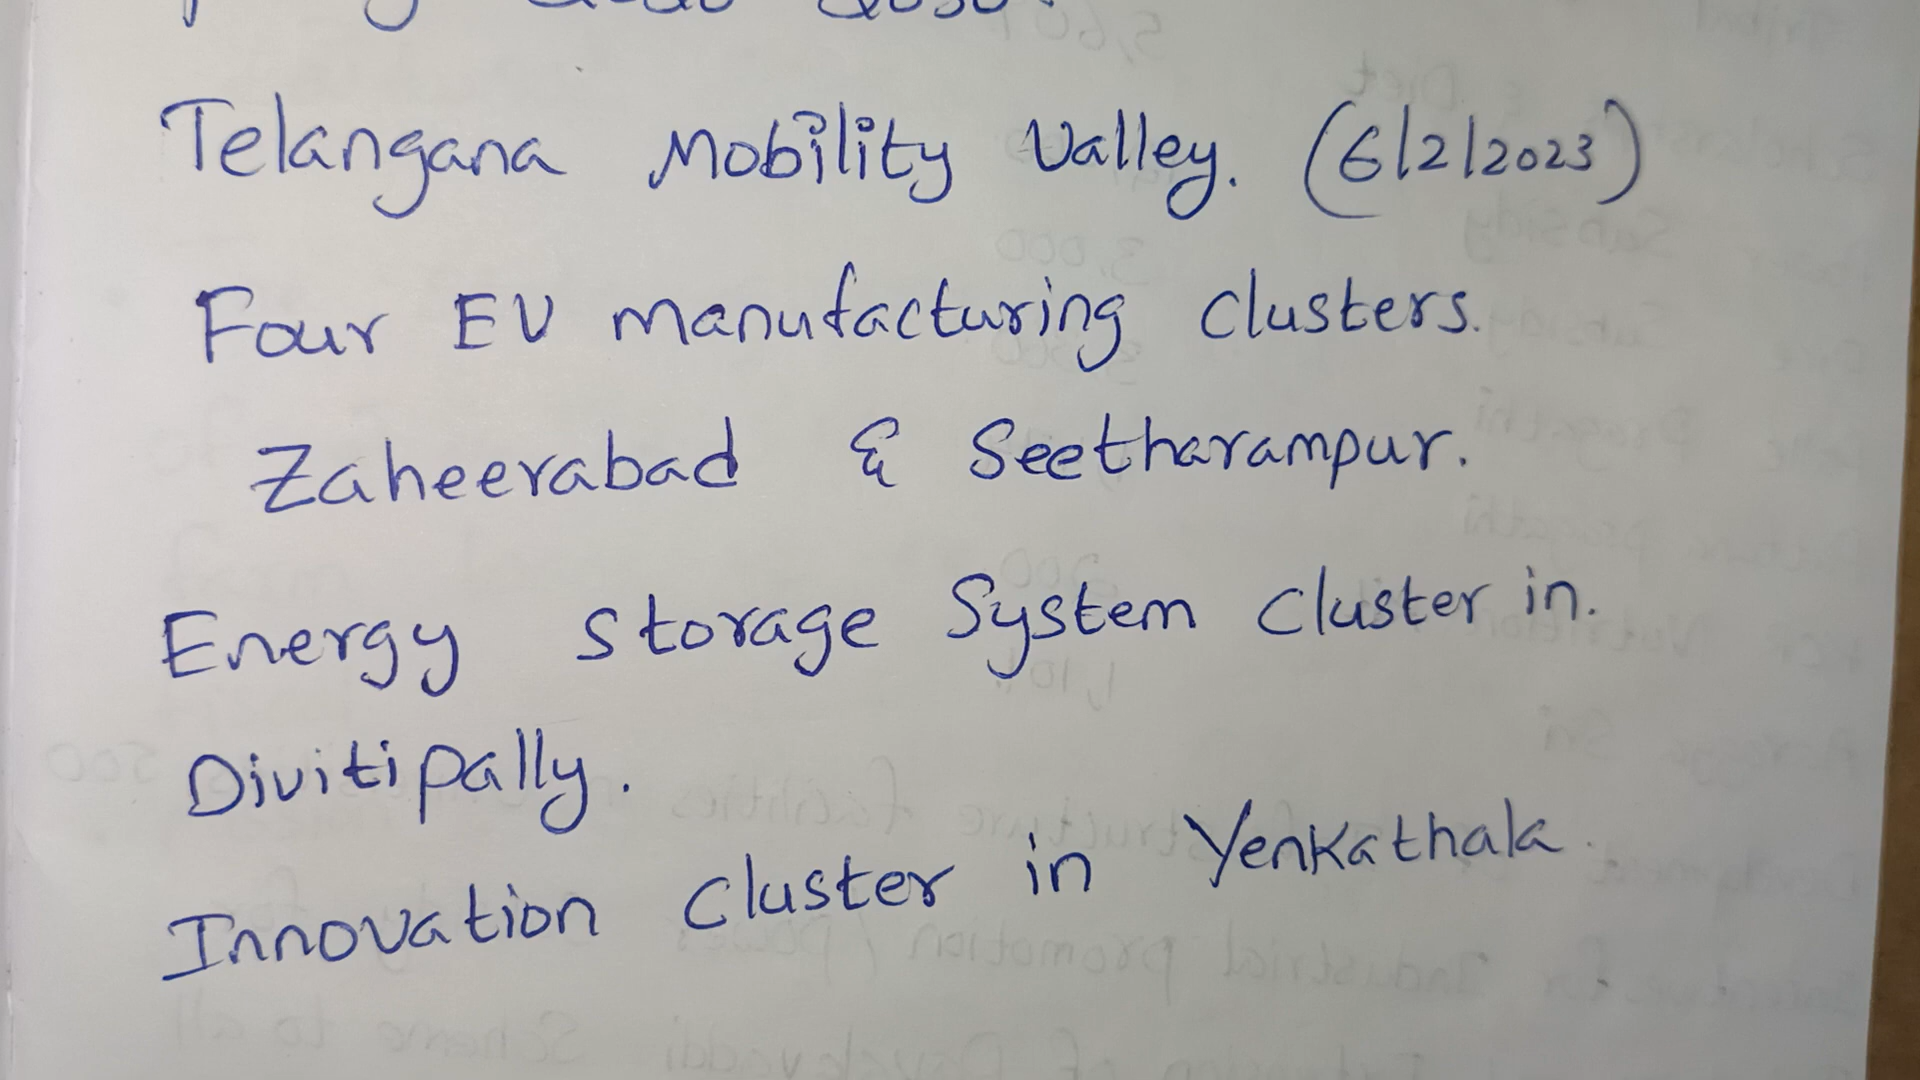 Telangana Mobility Valley. (6/2/2023)
Four EV manufacturing clusters.
Zaheerabad & Seetharampur.
Energy storage System cluster in.
Divitipally.
Innovation cluster in Yenkathala.